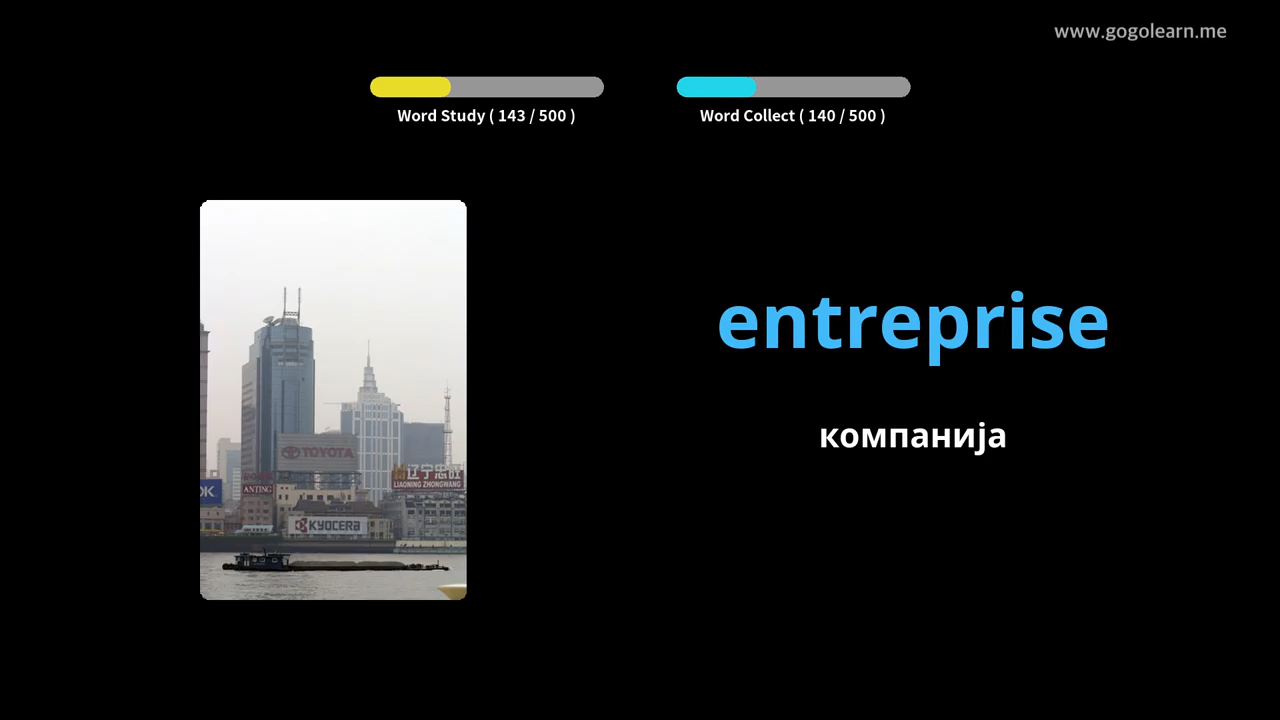 www.gogolearn.me
Word Study ( 143 / 500 )
Word Collect ( 140 / 500 )
entreprise
компанија
TOYOTA
辽宁忠旺
LIAONING ZHONGWANG
ANTING
KYOCERA